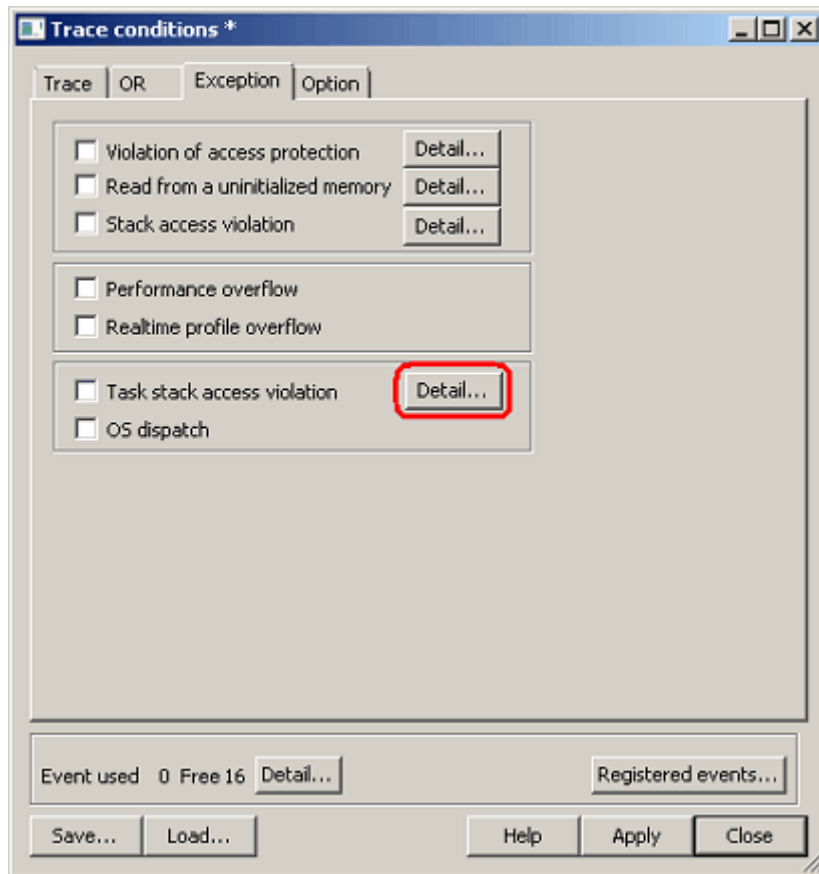 Trace conditions *
Trace OR Exception Option
Violation of access protection Detail...
Read from a uninitialized memory Detail...
Stack access violation Detail...
Performance overflow
Realtime profile overflow
Task stack access violation Detail...
OS dispatch
Event used 0 Free 16 Detail... Registered events...
Save... Load... Help Apply Close